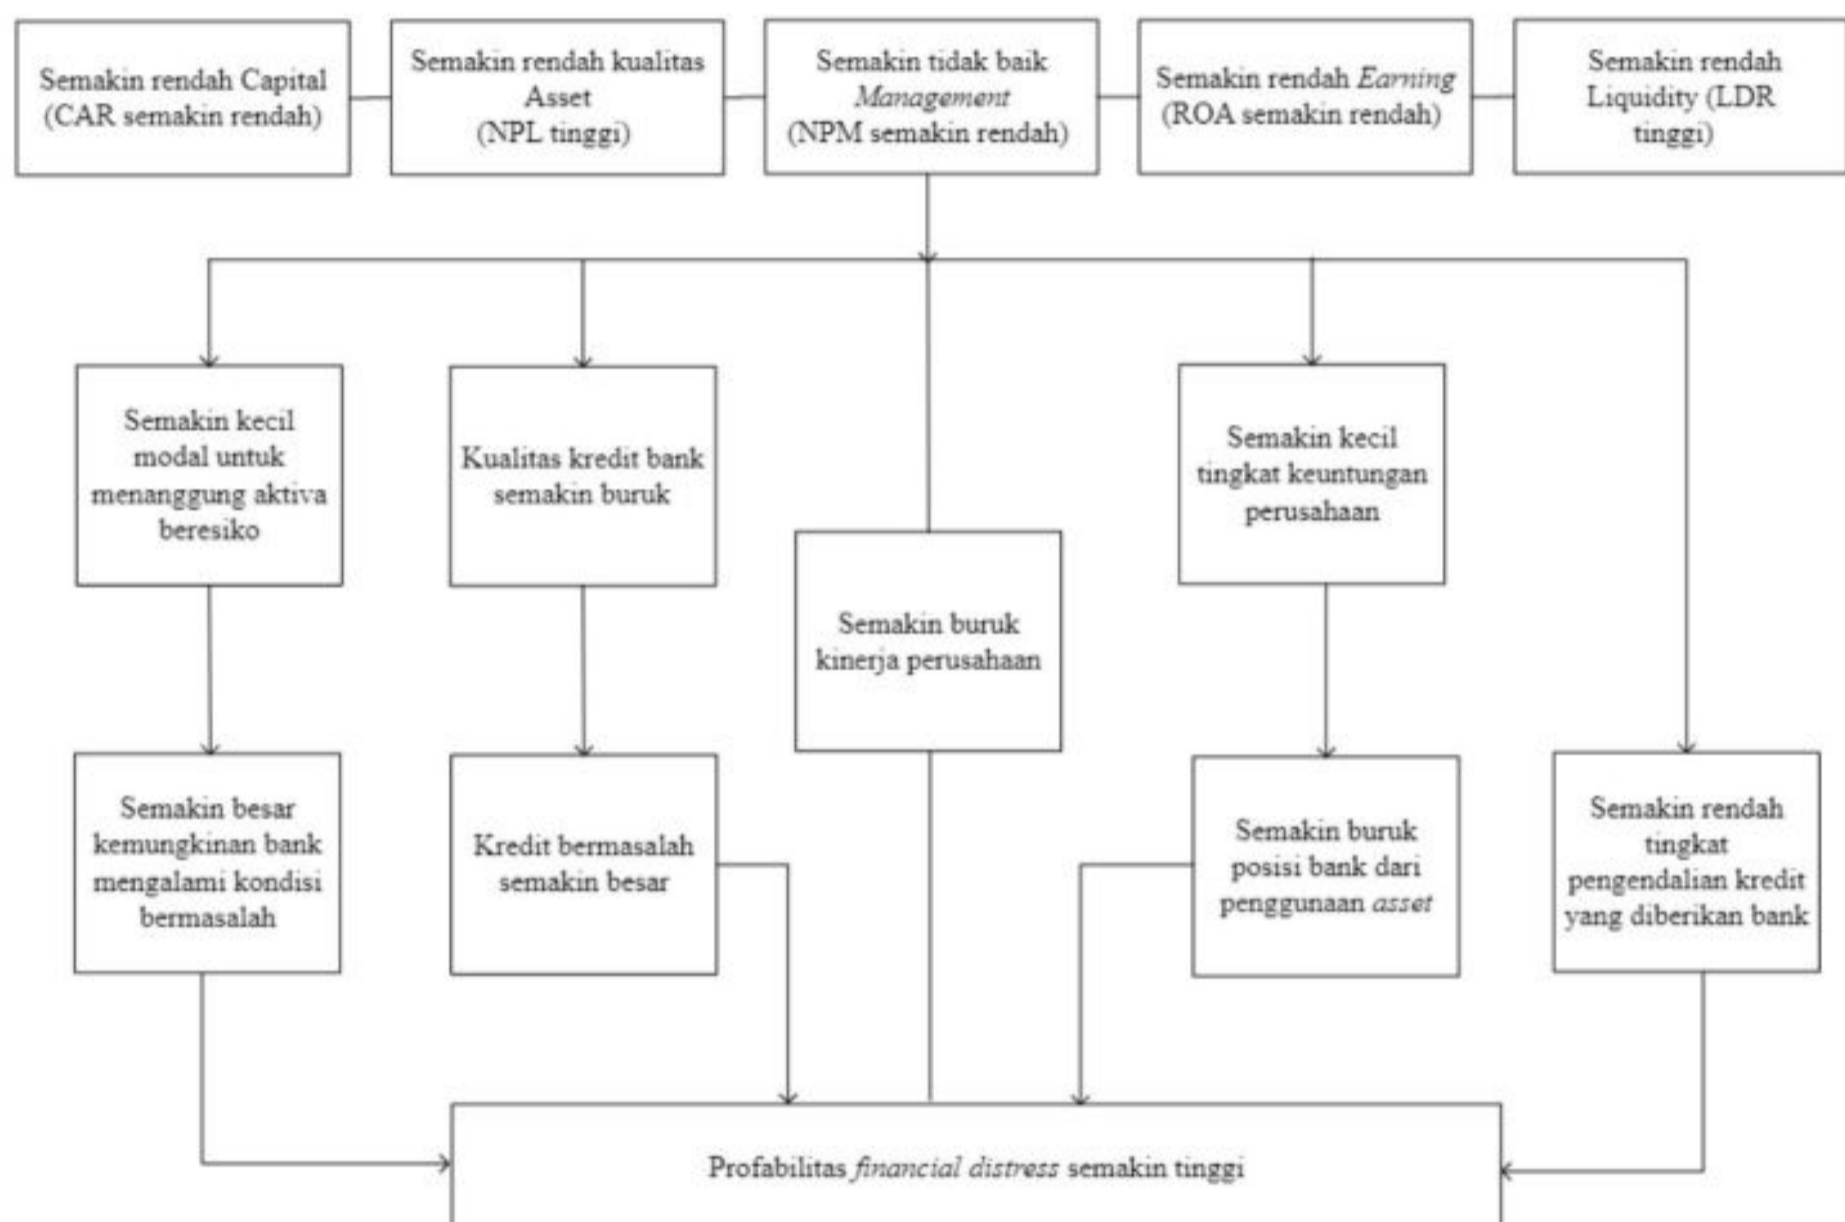 Semakin rendah Capital
(CAR semakin rendah)
Semakin rendah kualitas
Asset
(NPL tinggi)
Semakin tidak baik
Management
(NPM semakin rendah)
Semakin rendah Earning
(ROA semakin rendah)
Semakin rendah
Liquidity (LDR
tinggi)
Semakin kecil
modal untuk
menanggung aktiva
beresiko
Kualitas kredit bank
semakin buruk
Semakin buruk
kinerja perusahaan
Semakin kecil
tingkat keuntungan
perusahaan
Semakin besar
kemungkinan bank
mengalami kondisi
bermasalah
Kredit bermasalah
semakin besar
Semakin buruk
posisi bank dari
penggunaan asset
Semakin rendah
tingkat
pengendalian kredit
yang diberikan bank
Profabilitas financial distress semakin tinggi